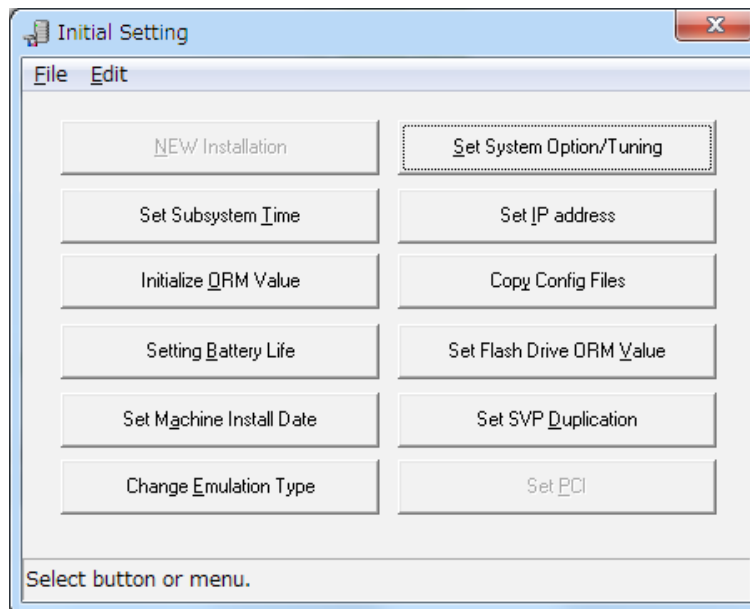 Initial Setting
File Edit
NEW Installation
Set System Option/Tuning
Set Subsystem Time
Set IP address
Initialize ORM Value
Copy Config Files
Setting Battery Life
Set Flash Drive ORM Value
Set Machine Install Date
Set SVP Duplication
Change Emulation Type
Set PCI
Select button or menu.